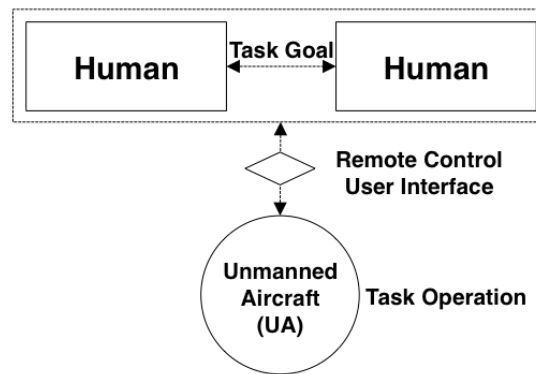 Human
Task Goal
Human
Remote Control
User Interface
Unmanned
Aircraft
(UA)
Task Operation